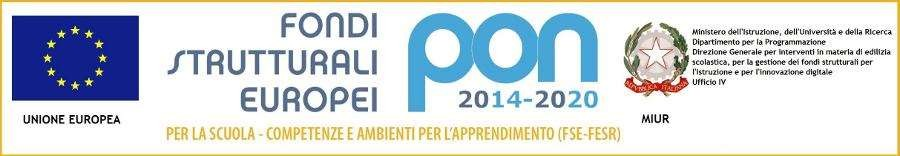 UNIONE EUROPEA
FONDI
STRUTTURALI
EUROPEI
pon
2014-2020
PER LA SCUOLA - COMPETENZE E AMBIENTI PER L'APPRENDIMENTO (FSE-FESR)
REPVBBLICA ITALIANA
MIUR
Ministero dell'Istruzione, dell'Università e della Ricerca
Dipartimento per la Programmazione
Direzione Generale per interventi in materia di edilizia
scolastica, per la gestione dei fondi strutturali per
l'istruzione e per l'innovazione digitale
Ufficio IV